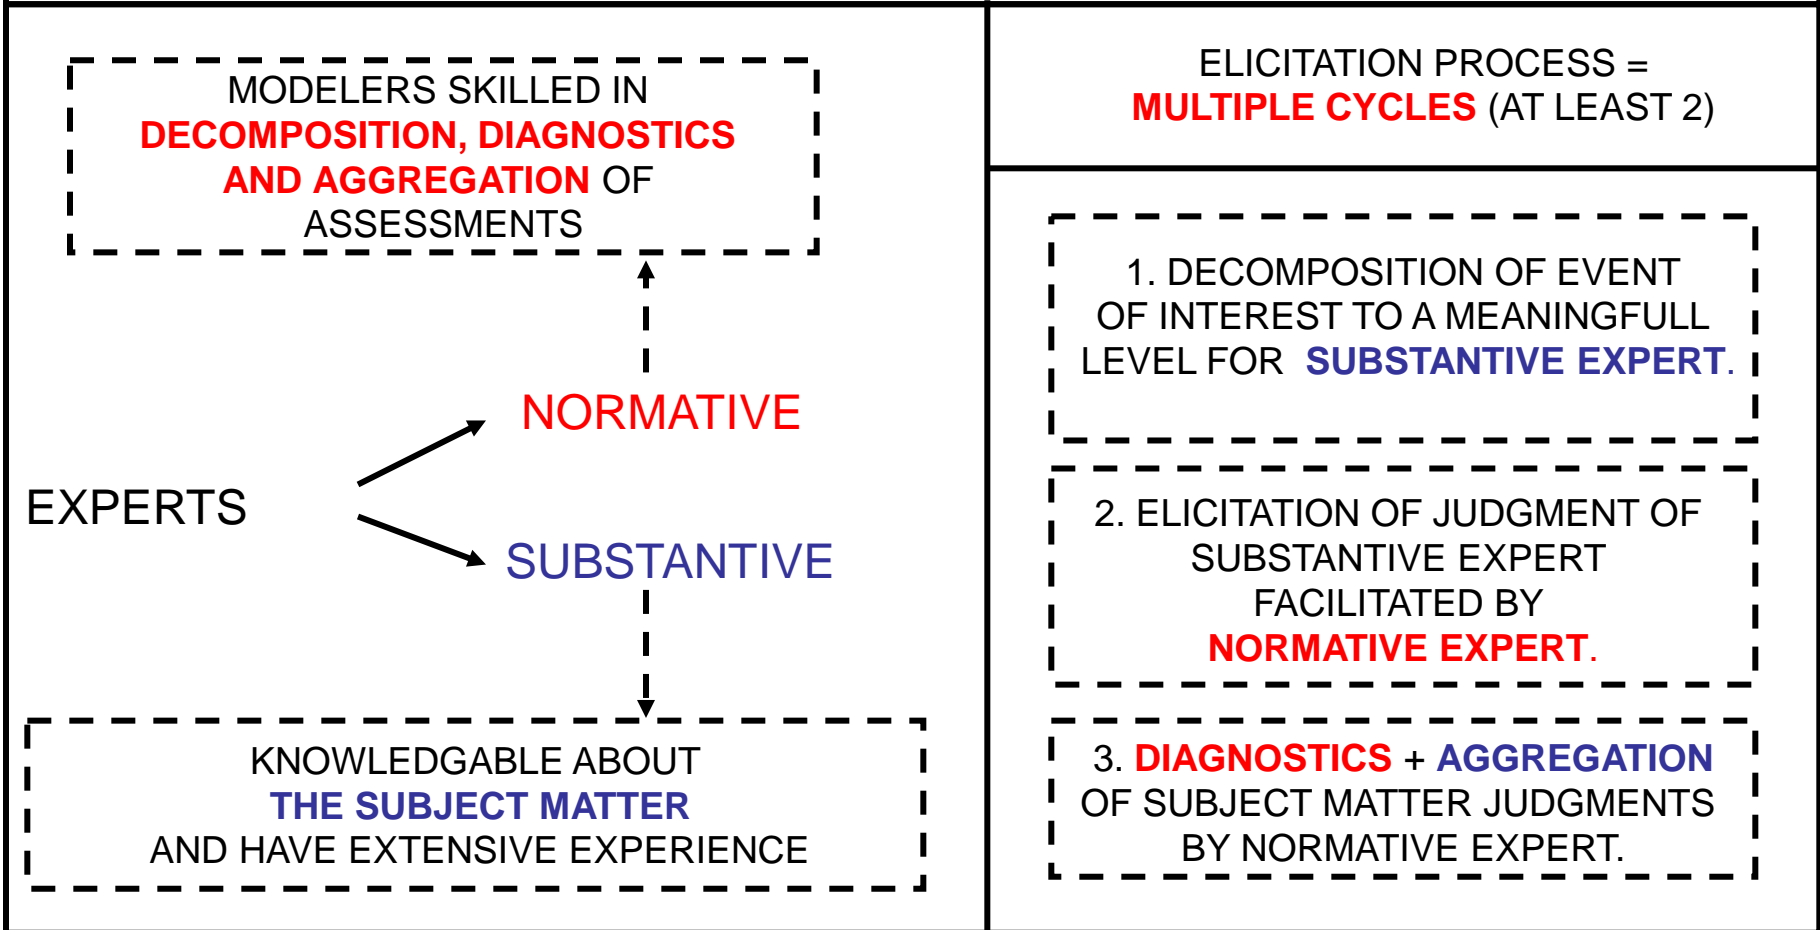 MODELERS SKILLED IN
DECOMPOSITION, DIAGNOSTICS
AND AGGREGATION OF
ASSESSMENTS
NORMATIVE
EXPERTS
SUBSTANTIVE
KNOWLEDGABLE ABOUT
THE SUBJECT MATTER
AND HAVE EXTENSIVE EXPERIENCE
ELICITATION PROCESS =
MULTIPLE CYCLES (AT LEAST 2)
1. DECOMPOSITION OF EVENT
OF INTEREST TO A MEANINGFULL
LEVEL FOR SUBSTANTIVE EXPERT.
2. ELICITATION OF JUDGMENT OF
SUBSTANTIVE EXPERT
FACILITATED BY
NORMATIVE EXPERT.
3. DIAGNOSTICS + AGGREGATION
OF SUBJECT MATTER JUDGMENTS
BY NORMATIVE EXPERT.